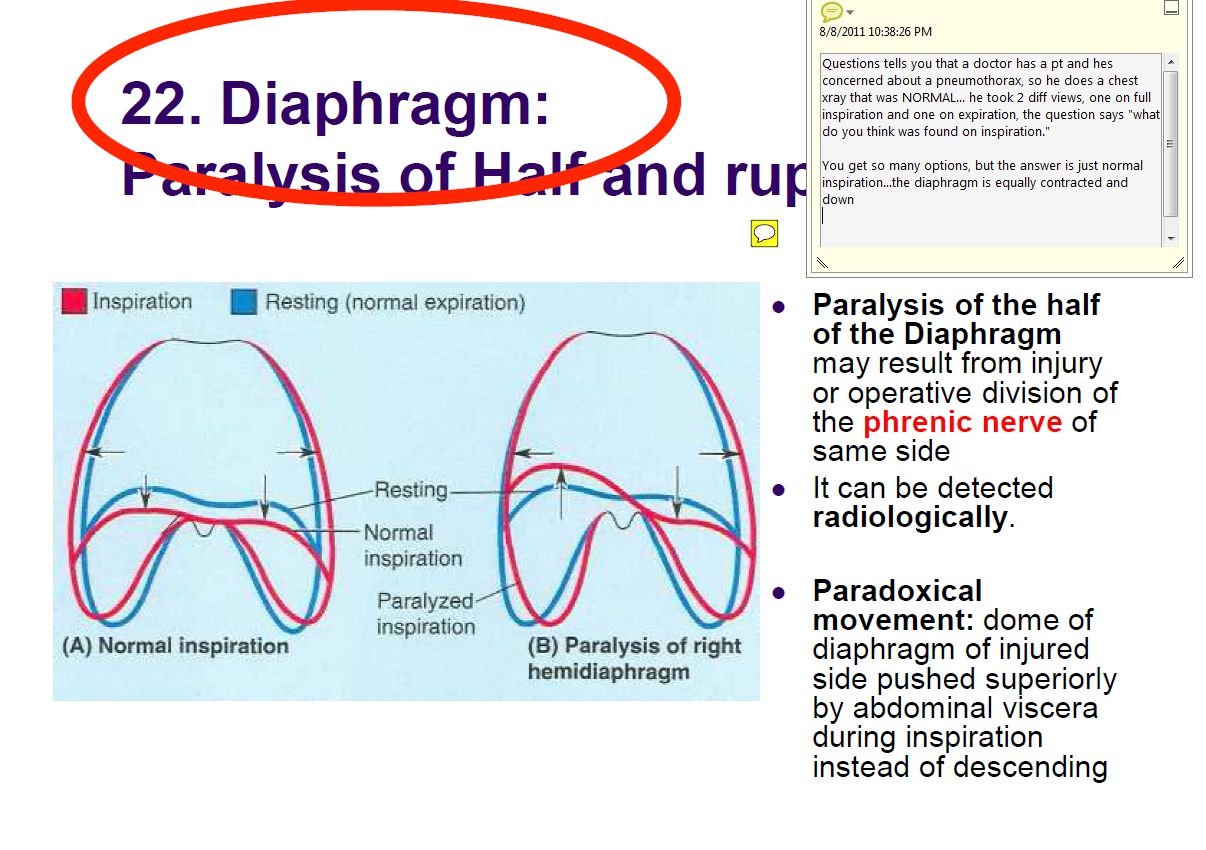 22. Diaphragm:
Paralysis of Half and rup
8/8/2011 10:38:26 PM
Questions tells you that a doctor has a pt and hes
concerned about a pneumothorax, so he does a chest
xray that was NORMAL... he took 2 diff views, one on full
inspiration and one on expiration, the question says "what
do you think was found on inspiration."
You get so many options, but the answer is just normal
inspiration...the diaphragm is equally contracted and
down
Inspiration
Resting (normal expiration)
Resting
Normal
inspiration
Paralyzed
inspiration
(A) Normal inspiration
(B) Paralysis of right
hemidiaphragm
Paralysis of the half
of the Diaphragm
may result from injury
or operative division of
the phrenic nerve of
same side
It can be detected
radiologically.
Paradoxical
movement: dome of
diaphragm of injured
side pushed superiorly
by abdominal viscera
during inspiration
instead of descending